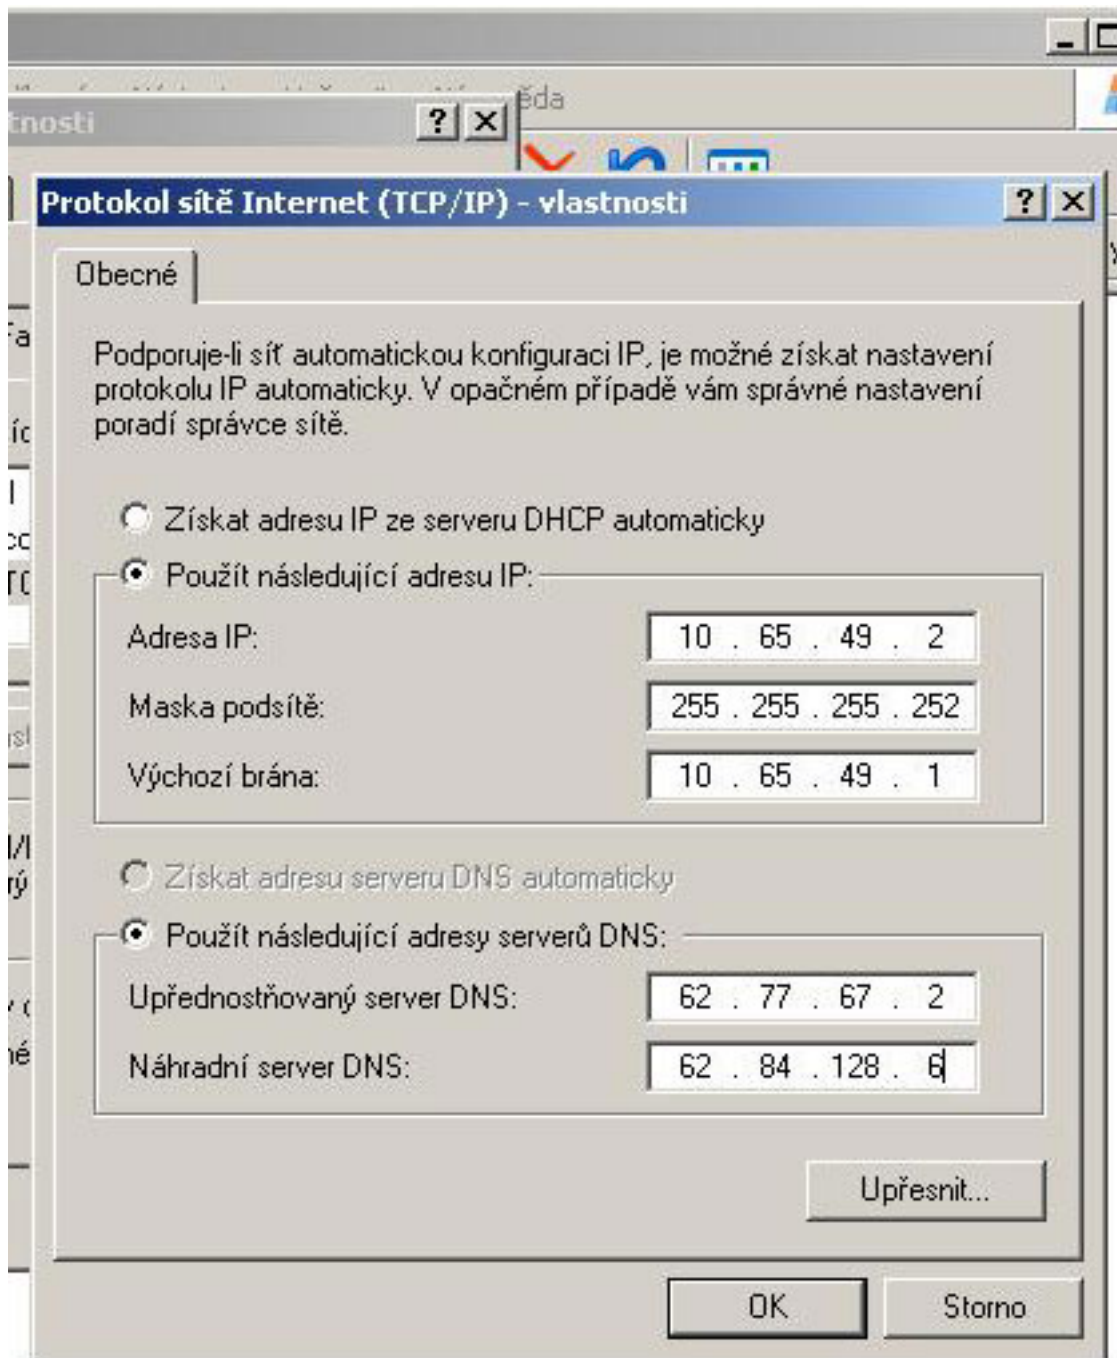 ěda
tnosti
Protokol sítě Internet (TCP/IP) - vlastnosti
Obecné
Podporuje-li síť automatickou konfiguraci IP, je možné získat nastavení
protokolu IP automaticky. V opačném případě vám správné nastavení
poradí správce sítě.
Získat adresu IP ze serveru DHCP automaticky
Použít následující adresu IP:
Adresa IP: 10 . 65 . 49 . 2
Maska podsítě: 255 . 255 . 255 . 252
Výchozí brána: 10 . 65 . 49 . 1
Získat adresu serveru DNS automaticky
Použít následující adresy serverů DNS:
Upřednostňovaný server DNS: 62 . 77 . 67 . 2
Náhradní server DNS: 62 . 84 . 128 . 6
Upřesnit...
OK Storno